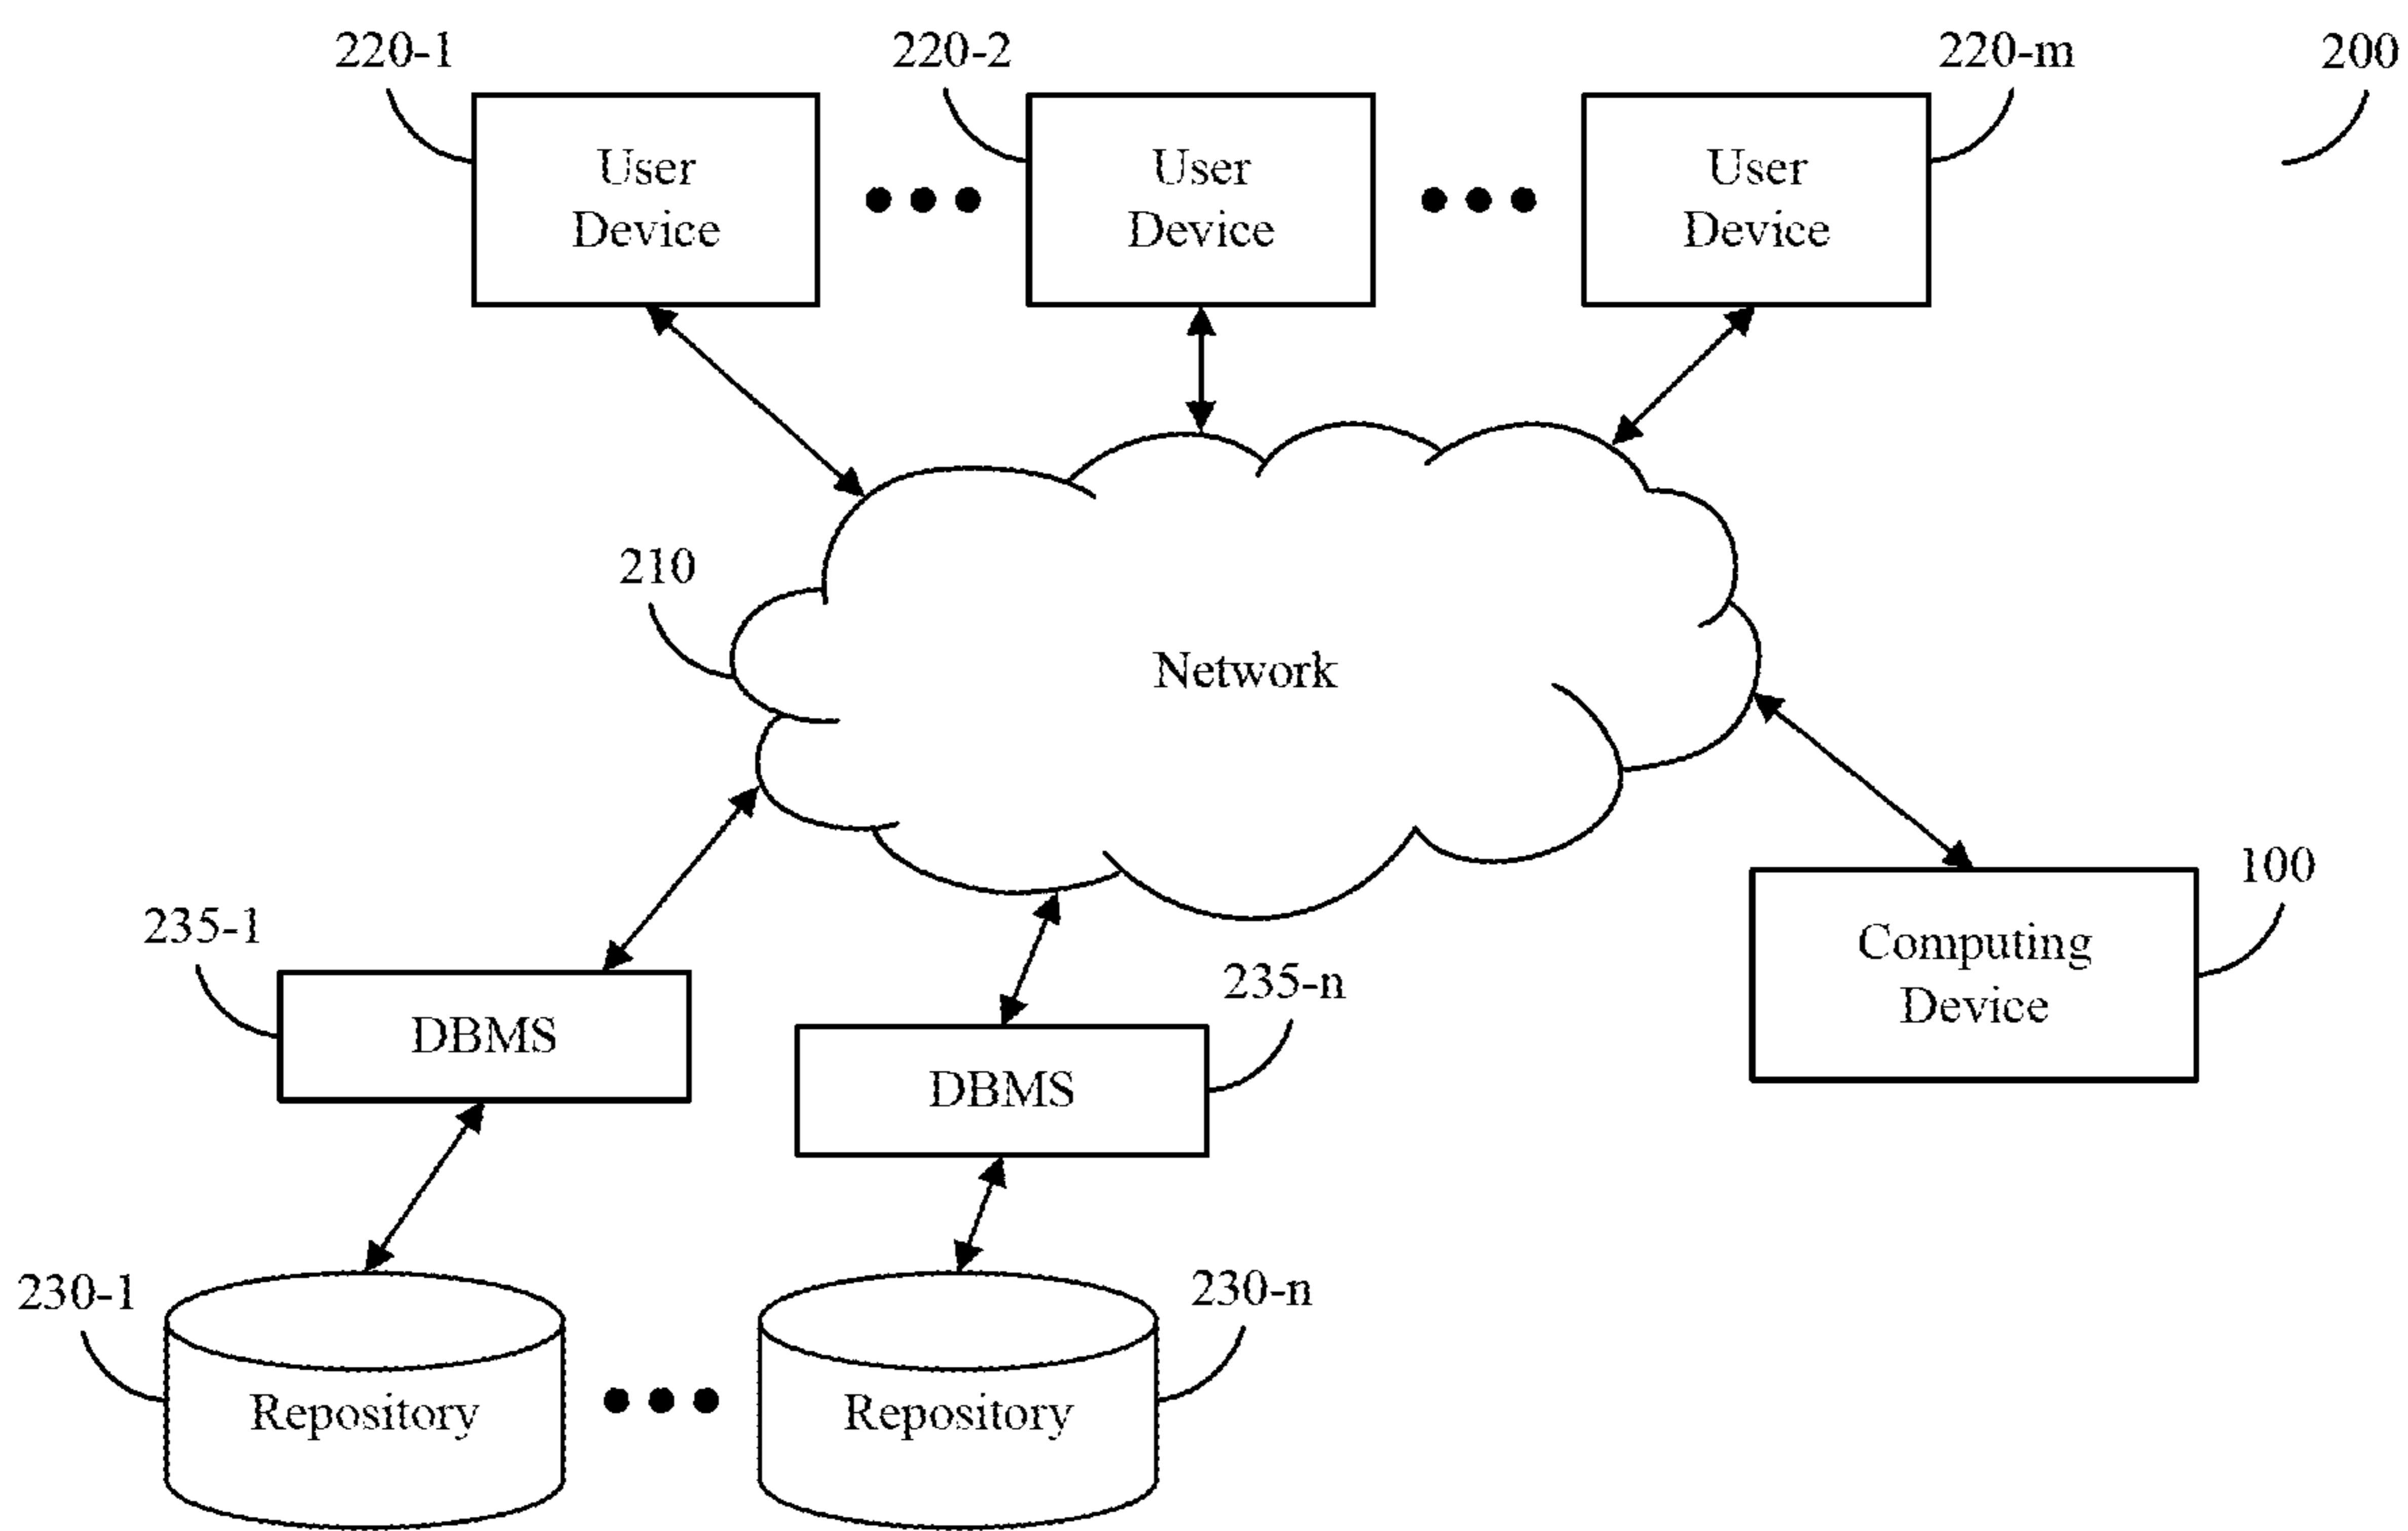 220-1
220-2
220-m
200
User
Device
User
Device
User
Device
210
Network
100
Computing
Device
235-1
DBMS
235-n
DBMS
230-1
Repository
230-n
Repository